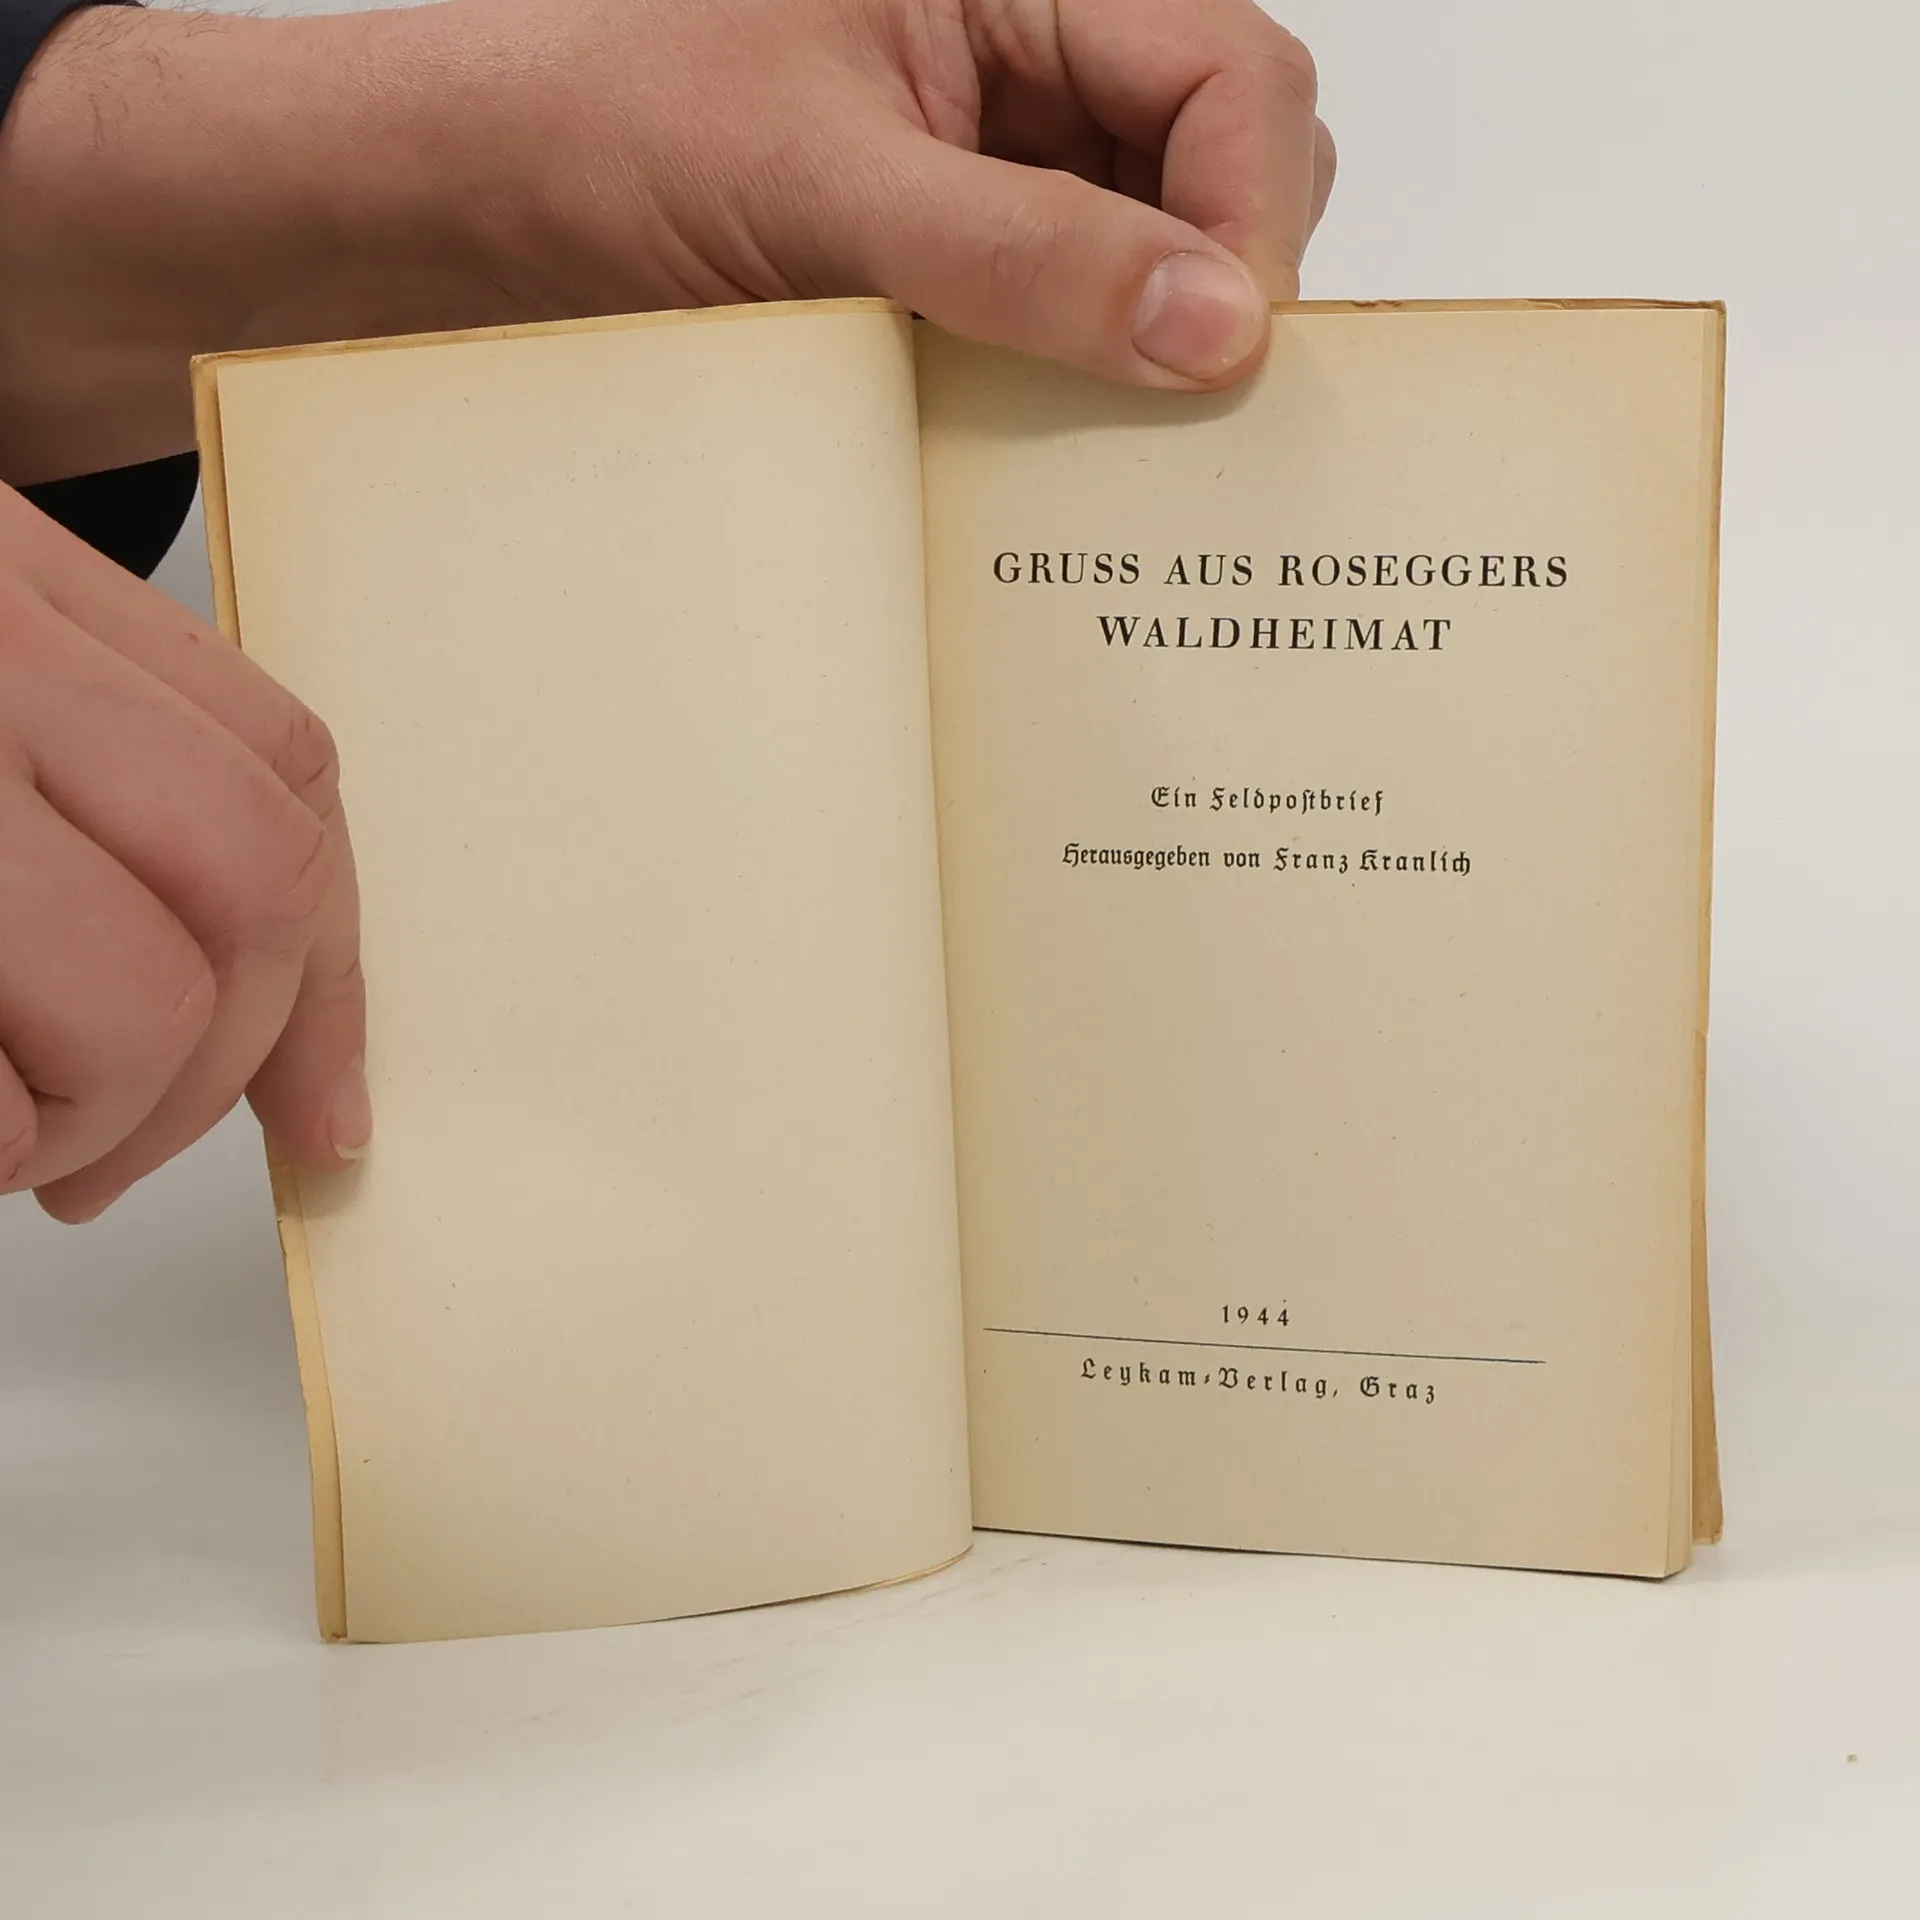 GRUSS AUS ROSEGGERS
WALDHEIMAT
Ein Feldpoſtbrief
Herausgegeben von Franz Kranlich
1944
Leykam-Verlag, Graz